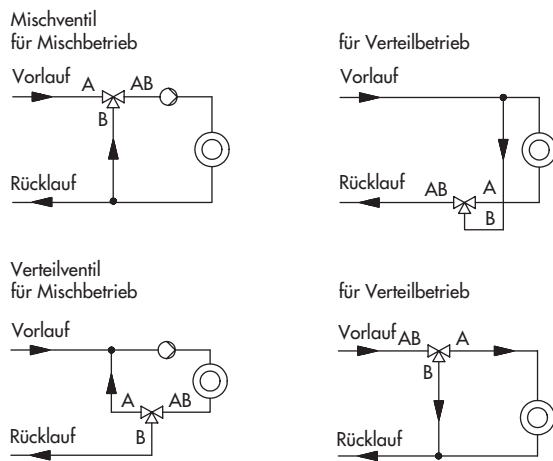 Mischventil
für Mischbetrieb
Vorlauf
A
AB
B
Rücklauf
für Verteilbetrieb
Vorlauf
Rücklauf
AB
A
B
Verteilventil
für Mischbetrieb
Vorlauf
A
AB
B
Rücklauf
für Verteilbetrieb
Vorlauf
AB
A
B
Rücklauf